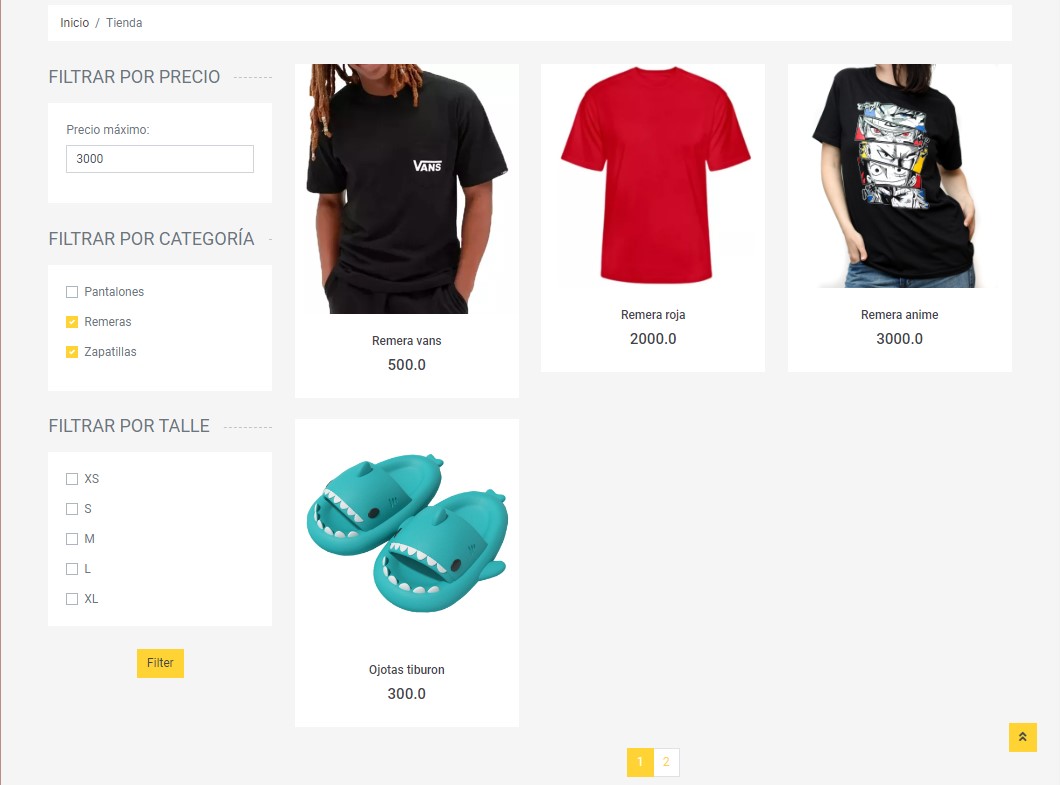 Inicio / Tienda
FILTRAR POR PRECIO
Precio máximo:
3000
FILTRAR POR CATEGORÍA
Pantalones
Remeras
Zapatillas
FILTRAR POR TALLE
XS
S
M
L
XL
Filter
VANS
Remera vans
500.0
Remera roja
2000.0
Remera anime
3000.0
Ojotas tiburon
300.0
1 2